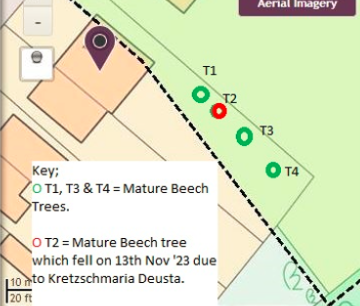 Aerial Imagery
-
T1
T2
T3
T4
Key;
O T1, T3 & T4 = Mature Beech
Trees.
O T2 = Mature Beech tree
which fell on 13th Nov '23 due
to Kretzschmaria Deusta.
10 m
20 ft
2